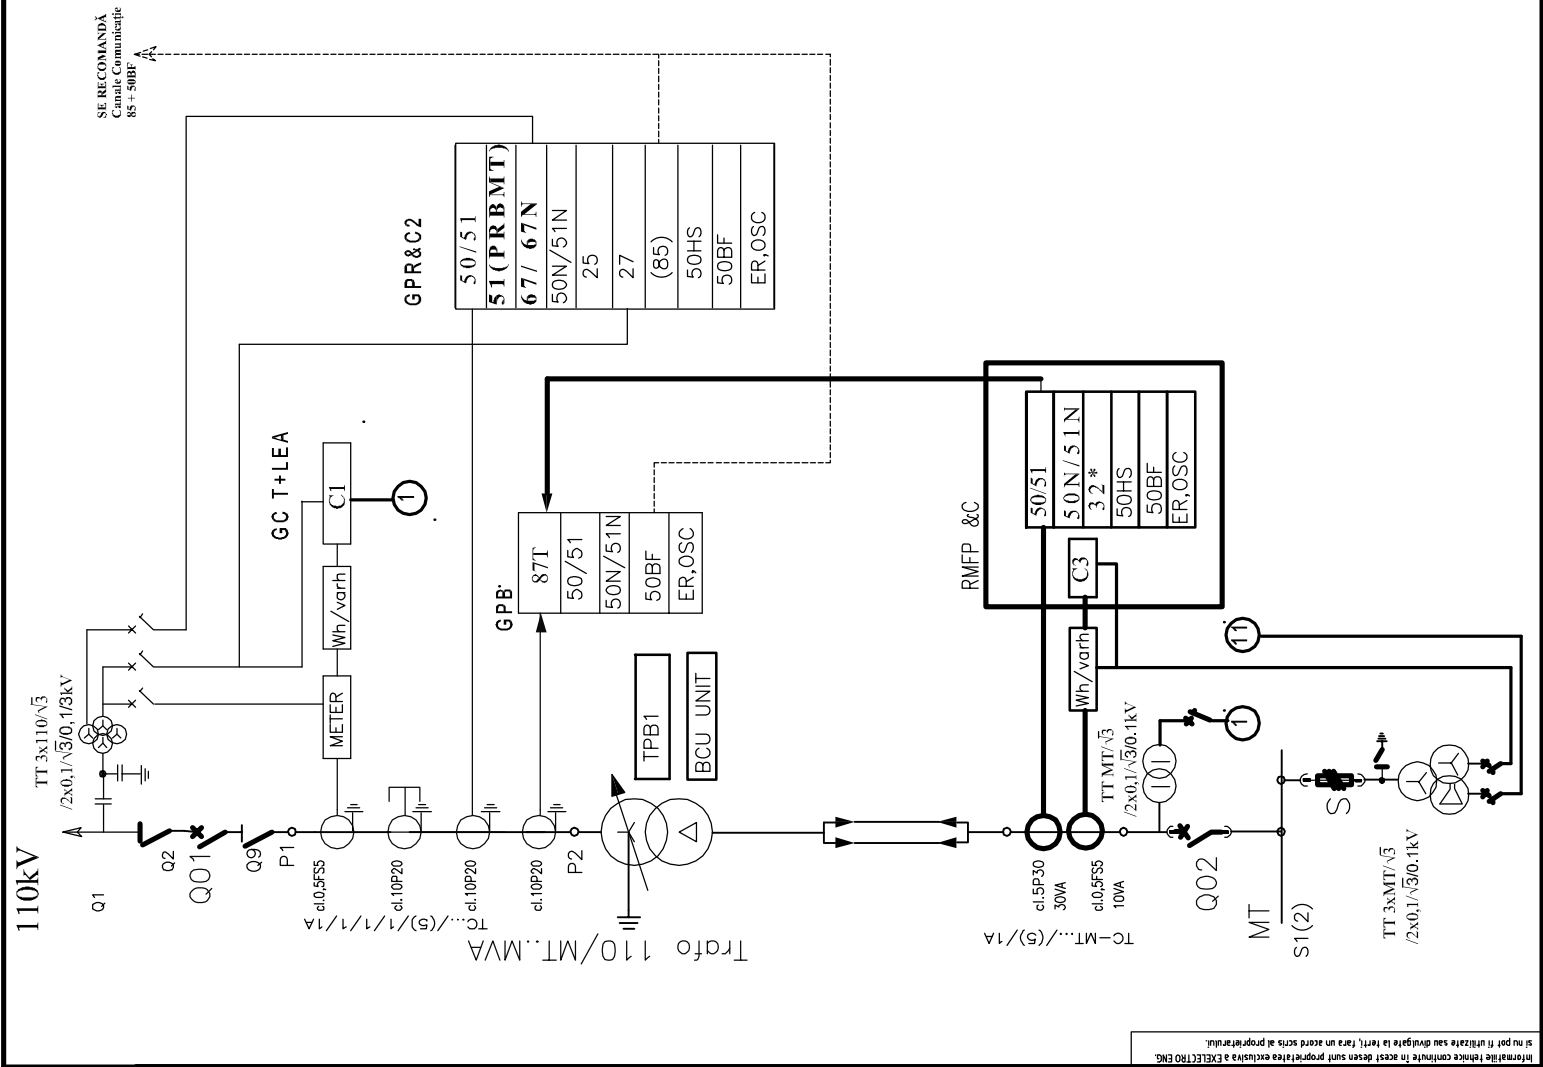 SE RECOMANDĂ
Canale Comunicație
85 + 50BF
110kV
Q1
TT 3x110/√3
/2x0,1/√3/0,1/3kV
Q2
Q01
Q9
P1
cl.0,5FS5
cl.10P20
cl.10P20
cl.10P20
TC.../(5)/1/1/1/1A
P2
METER
Wh/varh
C1
GC T+LEA
1
GPR&C2
50/51
51(PRBMT)
67/ 67N
50N/51N
25
27
(85)
50HS
50BF
ER,OSC
GPB
87T
50/51
50N/51N
50BF
ER,OSC
TPB1
BCU UNIT
Trafo 110/MT..MVA
RMFP &C
50/51
50N/51N
32*
50HS
50BF
ER,OSC
C3
Wh/varh
cl.5P30
30VA
cl.0,5FS5
10VA
TC-MT.../(5)/1A
TT MT/√3
/2x0,1/√3/0.1kV
1
11
Q02
MT
S1(2)
S
TT 3xMT/√3
/2x0,1/√3/0.1kV
Informatiile tehnice continute în acest desen sunt proprietatea exclusiva a EXELECTRO ENG.
si nu pot fi utilizate sau divulgate la terti, fara un acord scris al proprietarului.